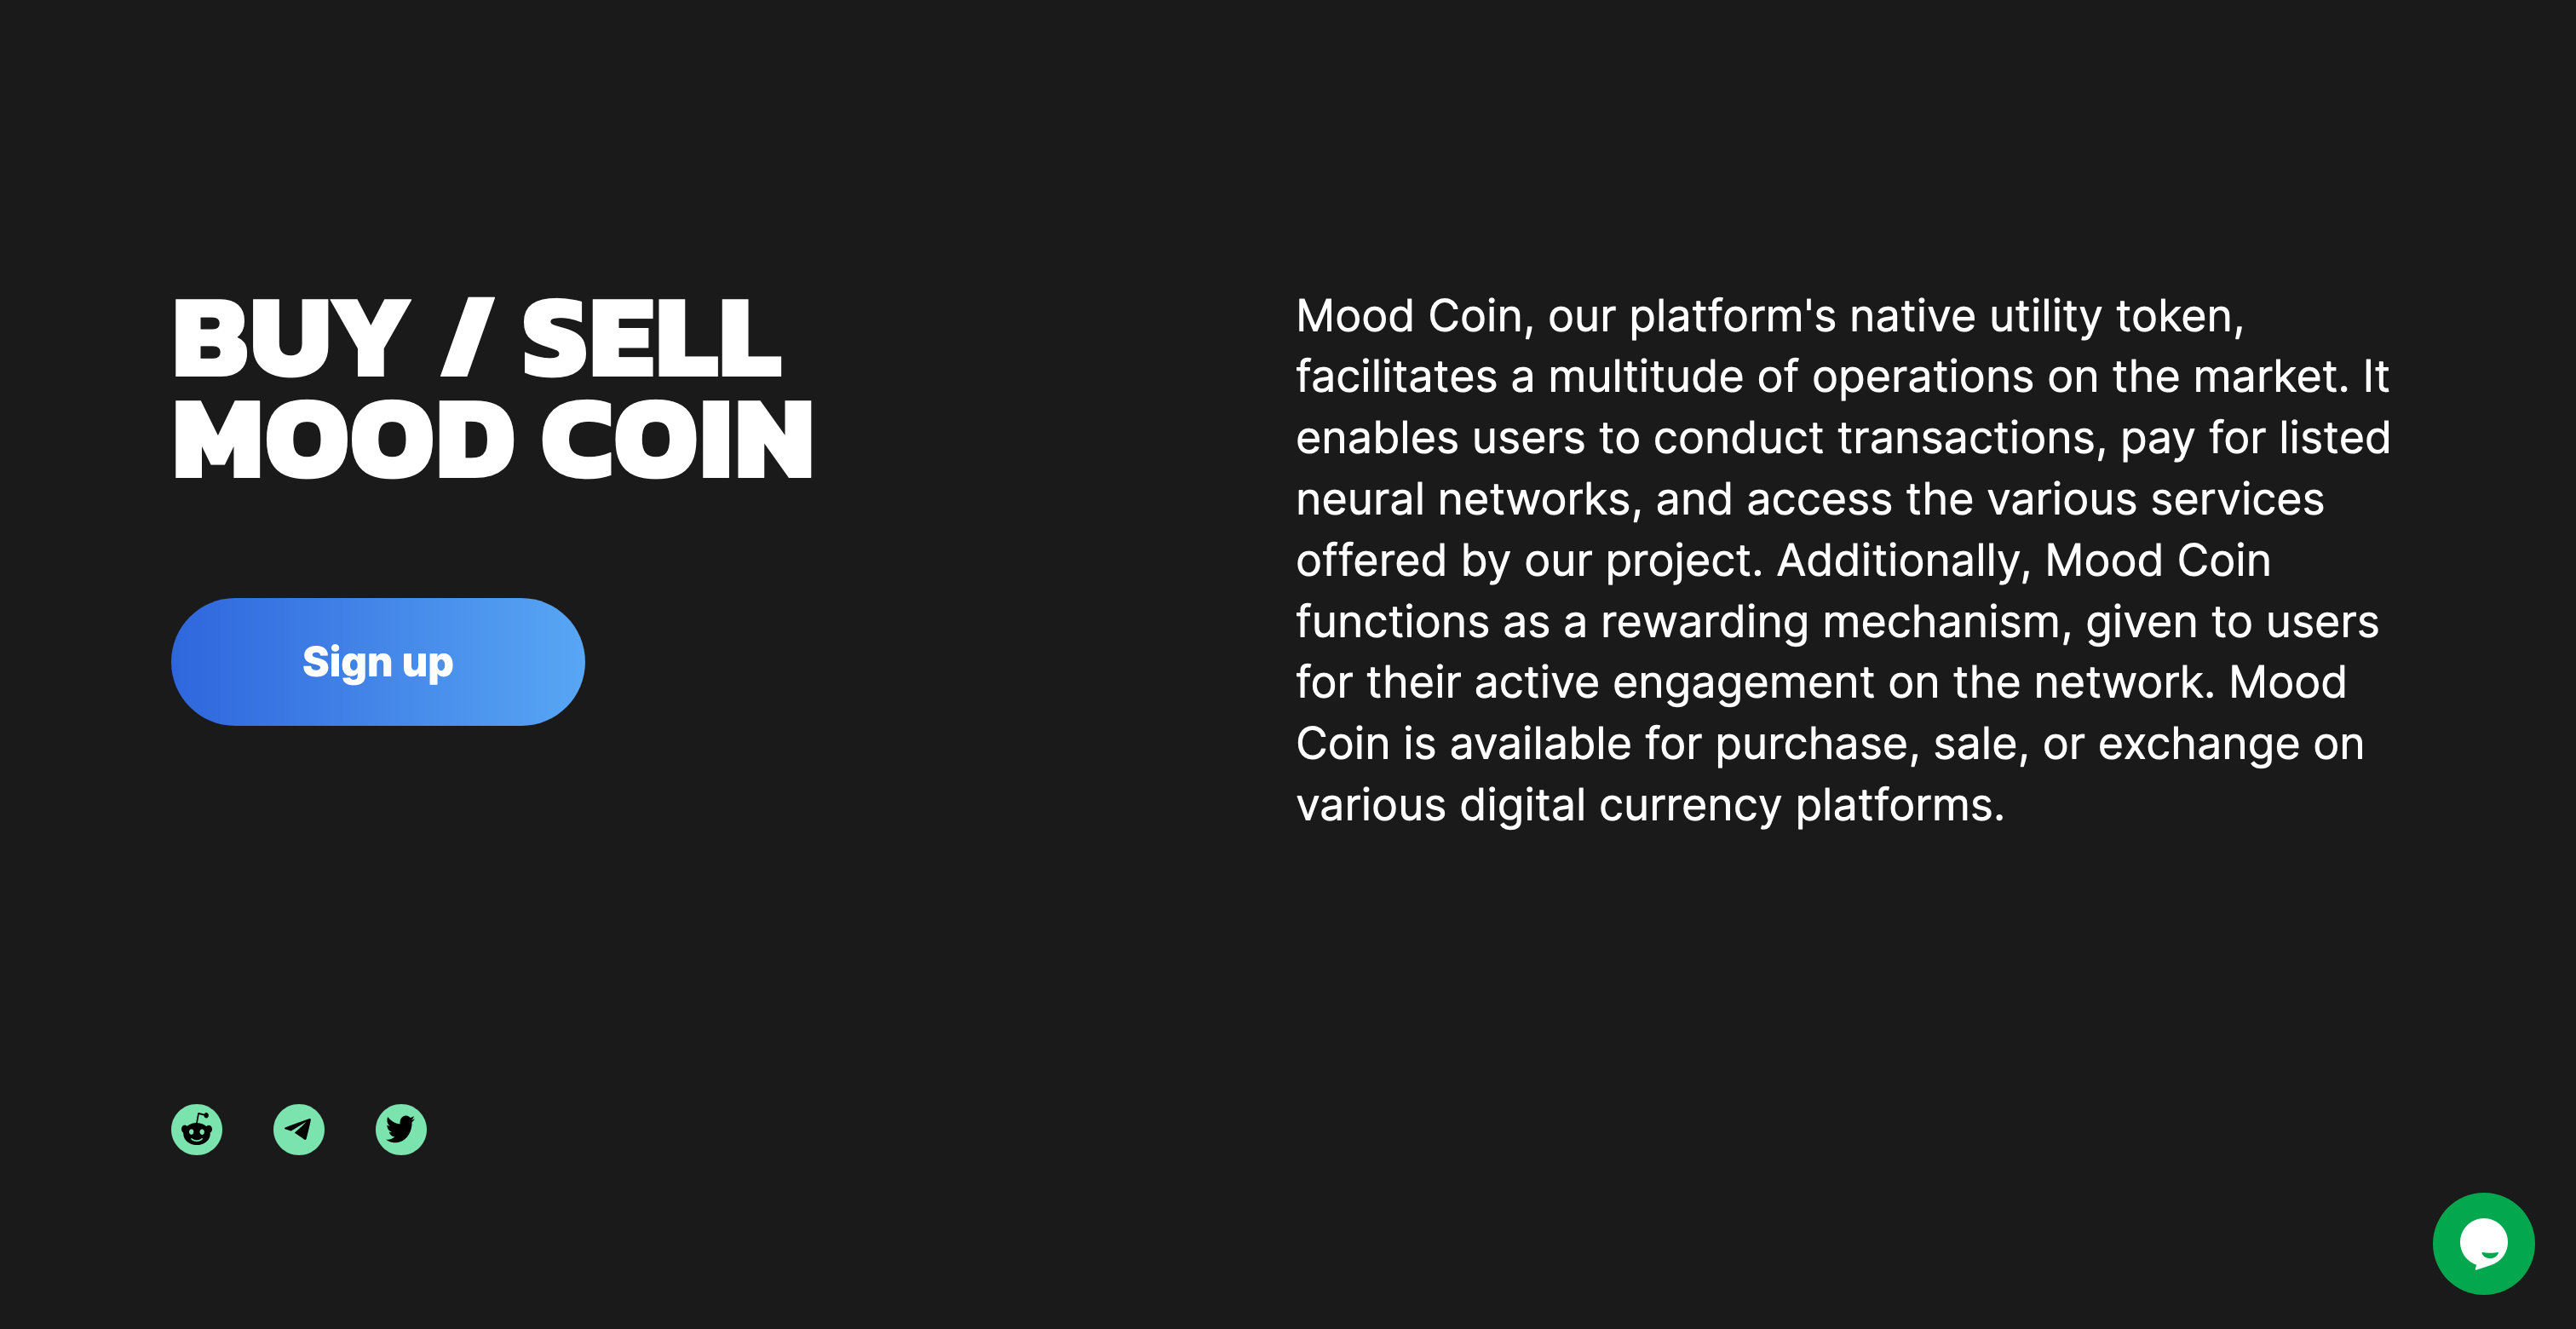 BUY / SELL
MOOD COIN
Sign up
Mood Coin, our platform's native utility token,
facilitates a multitude of operations on the market. It
enables users to conduct transactions, pay for listed
neural networks, and access the various services
offered by our project. Additionally, Mood Coin
functions as a rewarding mechanism, given to users
for their active engagement on the network. Mood
Coin is available for purchase, sale, or exchange on
various digital currency platforms.